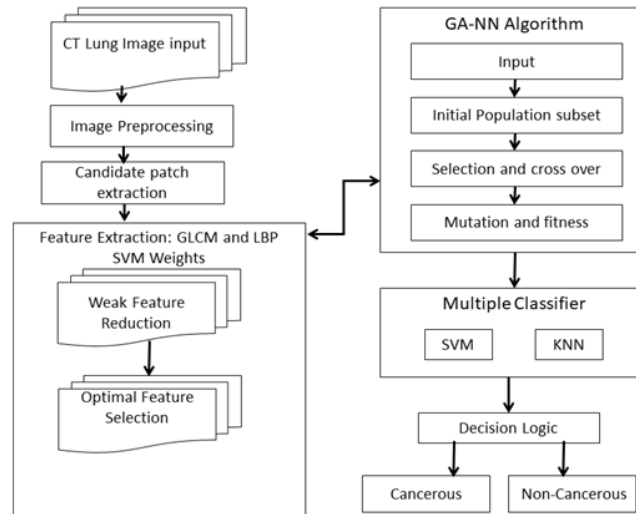 CT Lung Image input
Image Preprocessing
Candidate patch
extraction
Feature Extraction: GLCM and LBP
SVM Weights
Weak Feature
Reduction
Optimal Feature
Selection
GA-NN Algorithm
Input
Initial Population subset
Selection and cross over
Mutation and fitness
Multiple Classifier
SVM
KNN
Decision Logic
Cancerous
Non-Cancerous